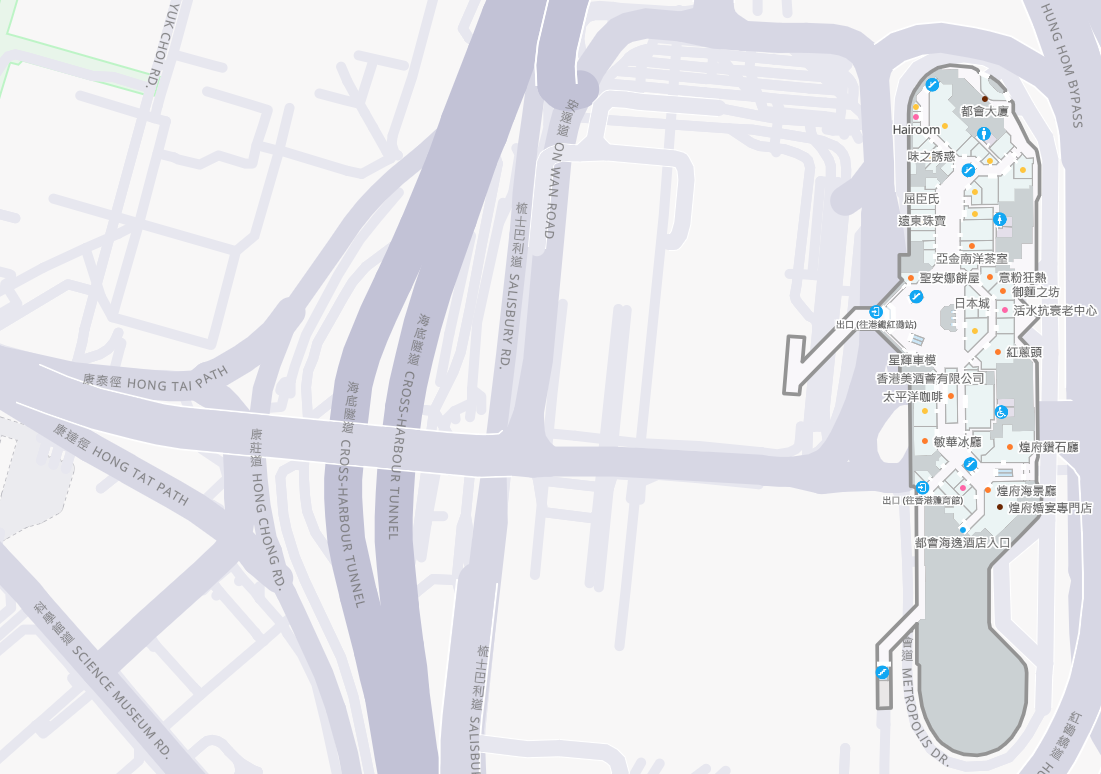 YUK CHOI RD.
HUNG HOM BYPASS
安運道 ON WAN ROAD
梳士巴利道 SALISBURY RD.
都會大廈
Hairoom
味之誘惑
屈臣氏
遠東珠寶
亞金南洋茶室
聖安娜餅屋
意粉狂熱
御麵之坊
日本城
活水抗衰老中心
出口 (往港鐵紅磡站)
紅蔥頭
星輝車模
香港美酒薈有限公司
太平洋咖啡
敏華冰廳
煌府鑽石廳
煌府海景廳
出口 (往香港體育館)
煌府婚宴專門店
都會海逸酒店入口
海底隧道 CROSS-HARBOUR TUNNEL
海底隧道 CROSS-HARBOUR TUNNEL
康泰徑 HONG TAI PATH
康達徑 HONG TAT PATH
康莊道 HONG CHONG RD.
科學館道 SCIENCE MUSEUM RD.
梳士巴利道 SALISBU
METROPOLIS DR.
紅磡繞道 H